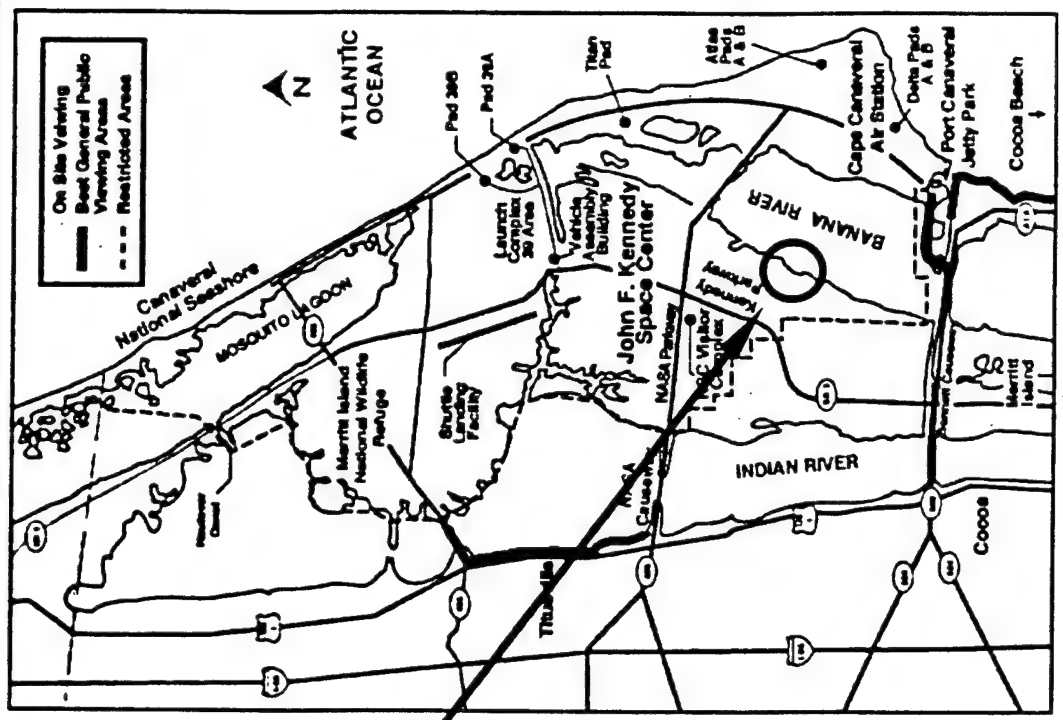 On Site Viewing
Best General Public
Viewing Areas
Restricted Areas
N
ATLANTIC
OCEAN
Canaveral
National Seashore
MOSQUITO LAGOON
Pad 39B
Pad 39A
Titan
Pad
Atlas
Pads
A & B
Delta Pads
A & B
Cape Canaveral
Air Station
Port Canaveral
Jetty Park
Cocoa Beach
A1A
Launch
Complex
39 Area
Vehicle
Assembly
Building
John F. Kennedy
Space Center
BANANA RIVER
Kennedy
Parkway
NASA Parkway
KSC Visitor
Complex
Merritt Island
National Wildlife
Refuge
Shuttle
Landing
Facility
NASA
Causeway
INDIAN RIVER
Merritt
Island
Titusville
Cocoa